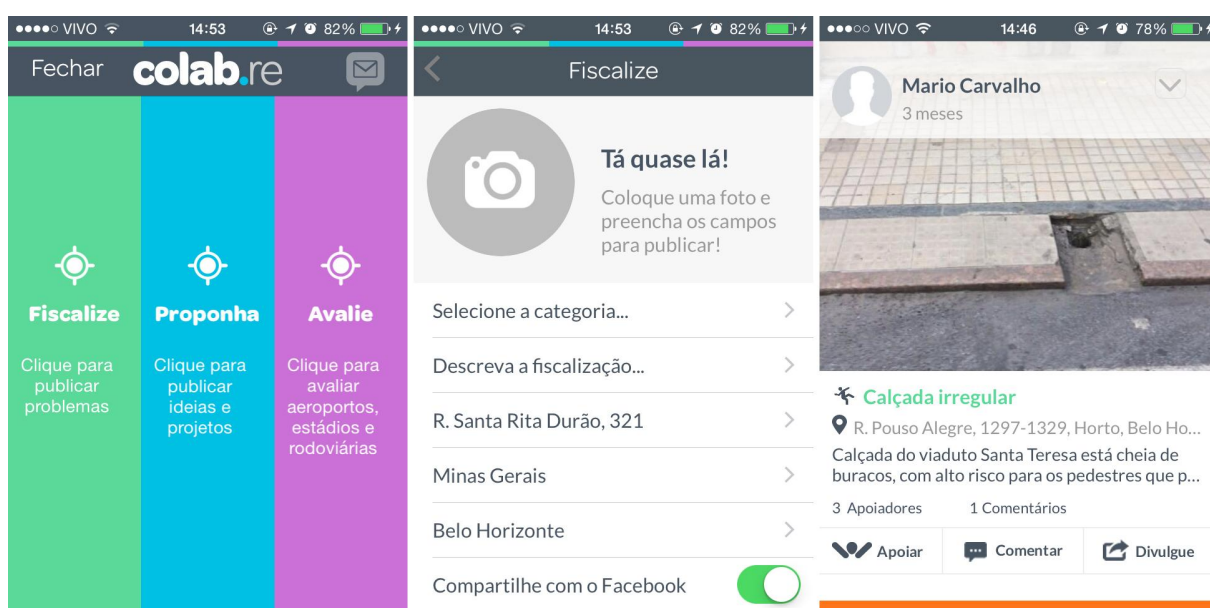 VIVO 14:53 82%
Fechar colab.re
Fiscalize
Clique para
publicar
problemas
Proponha
Clique para
publicar
ideias e
projetos
Avalie
Clique para
avaliar
aeroportos,
estádios e
rodoviárias
VIVO 14:53 82%
Fiscalize
Tá quase lá!
Coloque uma foto e
preencha os campos
para publicar!
Selecione a categoria...
Descreva a fiscalização...
R. Santa Rita Durão, 321
Minas Gerais
Belo Horizonte
Compartilhe com o Facebook
VIVO 14:46 78%
Mario Carvalho
3 meses
Calçada irregular
R. Pouso Alegre, 1297-1329, Horto, Belo Ho...
Calçada do viaduto Santa Teresa está cheia de
buracos, com alto risco para os pedestres que p...
3 Apoiadores 1 Comentários
Apoiar Comentar Divulgue